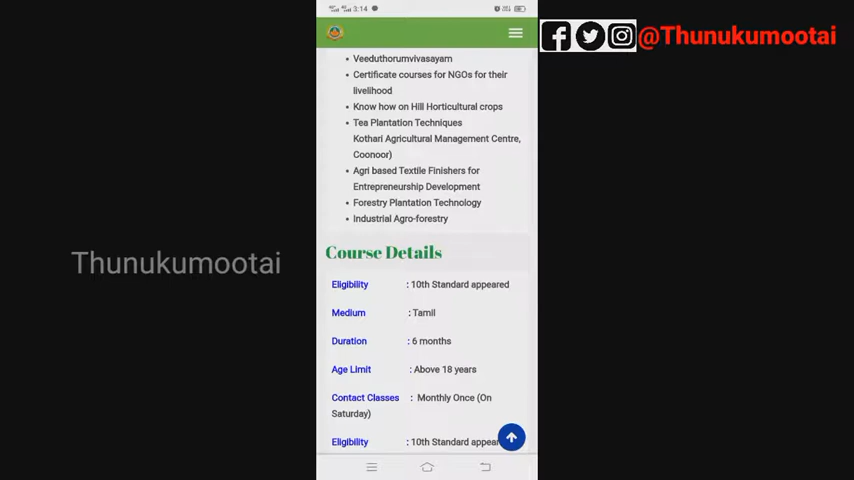 3:14
@Thunukumootai
Veeduthorumvivasayam
Certificate courses for NGOs for their
livelihood
Know how on Hill Horticultural crops
Tea Plantation Techniques
Kothari Agricultural Management Centre,
Coonoor)
Agri based Textile Finishers for
Entrepreneurship Development
Forestry Plantation Technology
Industrial Agro-forestry
Thunukumootai
Course Details
Eligibility : 10th Standard appeared
Medium : Tamil
Duration : 6 months
Age Limit : Above 18 years
Contact Classes : Monthly Once (On
Saturday)
Eligibility : 10th Standard appear